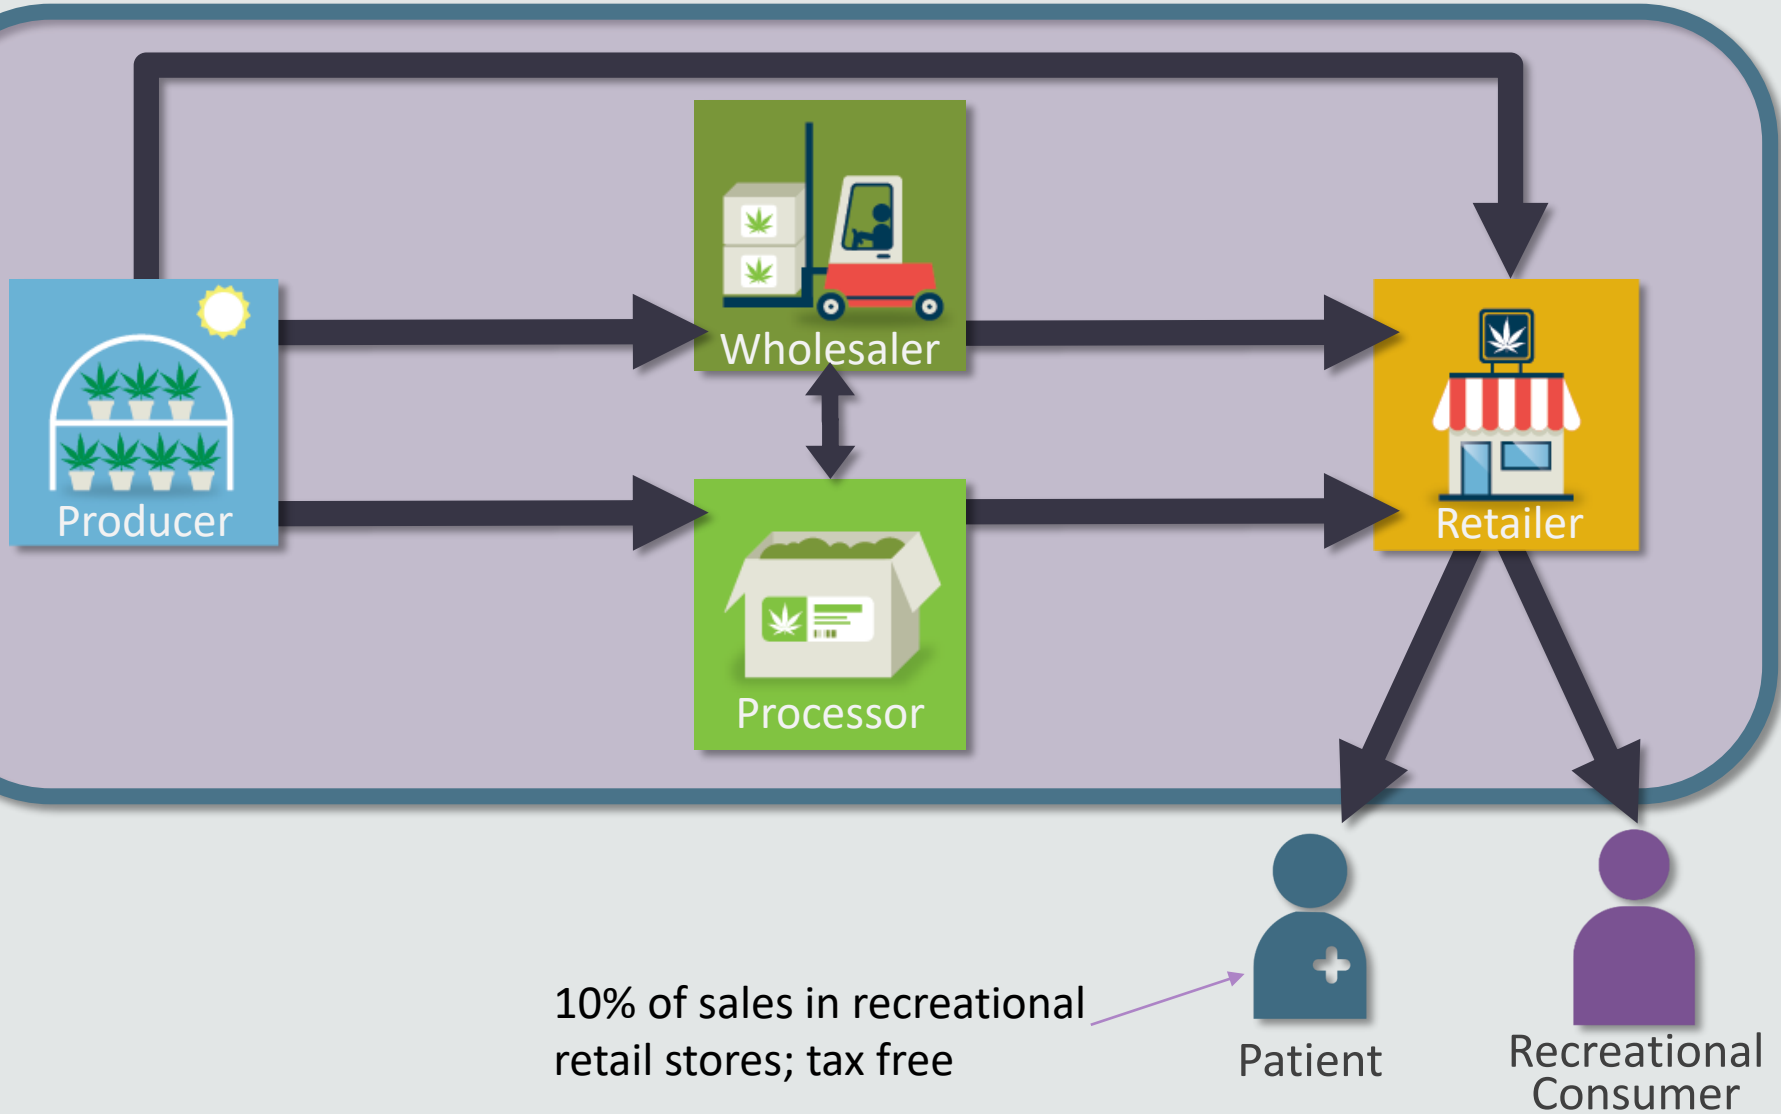 Wholesaler
Producer
Retailer
Processor
10% of sales in recreational
retail stores; tax free
Patient
Recreational
Consumer